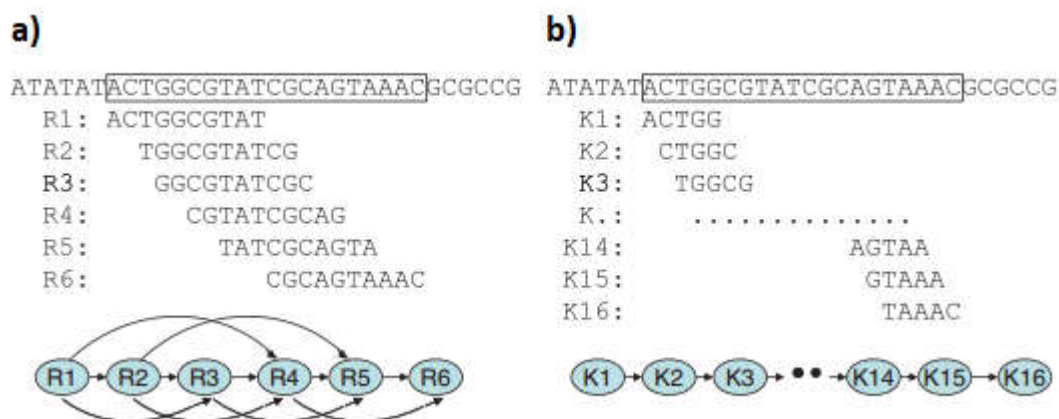 a)
ATATATACTGGCGTATCGCAGTAAACGCGCCG
R1: ACTGGCGTAT
R2: TGGCGTATCG
R3: GGCGTATCGC
R4: CGTATCGCAG
R5: TATCGCAGTA
R6: CGCAGTAAAC
R1 R2 R3 R4 R5 R6
b)
ATATATACTGGCGTATCGCAGTAAACGCGCCG
K1: ACTGG
K2: CTGGC
K3: TGGCG
K.: ..............
K14: AGTAA
K15: GTAAA
K16: TAAAC
K1 K2 K3 •• K14 K15 K16